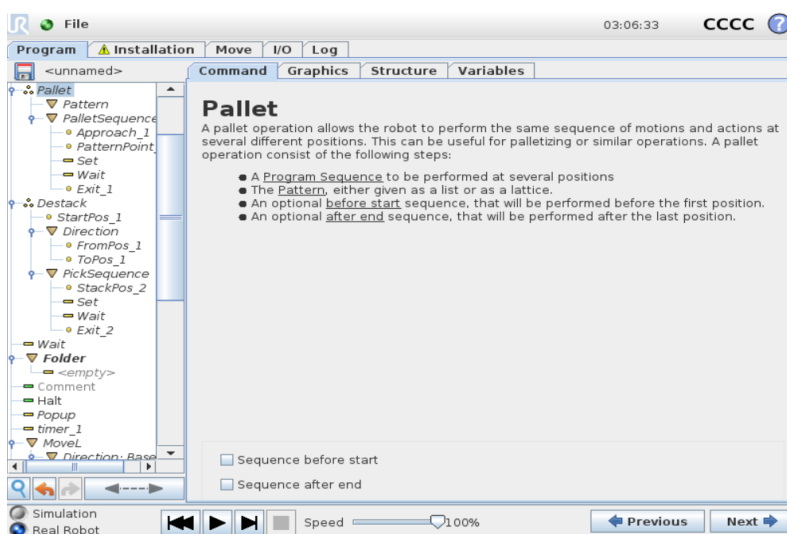 UR File 03:06:33 CCCC ?
Program Installation Move I/O Log
<unnamed> Command Graphics Structure Variables
Pallet
Pattern
PalletSequence
Approach_1
PatternPoint_
Set
Wait
Exit_1
Destack
StartPos_1
Direction
FromPos_1
ToPos_1
PickSequence
StackPos_2
Set
Wait
Exit_2
Wait
Folder
<empty>
Comment
Halt
Popup
timer_1
MoveL
Direction: Base
Pallet
A pallet operation allows the robot to perform the same sequence of motions and actions at
several different positions. This can be useful for palletizing or similar operations. A pallet
operation consist of the following steps:
A Program Sequence to be performed at several positions
The Pattern, either given as a list or as a lattice.
An optional before start sequence, that will be performed before the first position.
An optional after end sequence, that will be performed after the last position.
Sequence before start
Sequence after end
Simulation
Real Robot
Speed 100% Previous Next